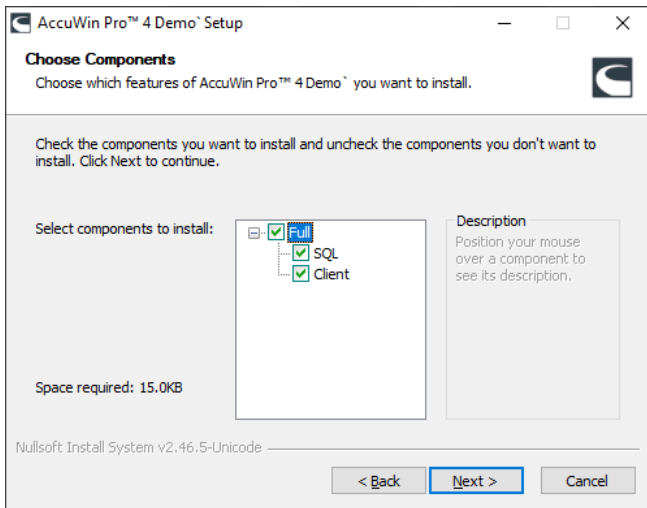 AccuWin Pro™ 4 Demo` Setup
Choose Components
Choose which features of AccuWin Pro™ 4 Demo` you want to install.
Check the components you want to install and uncheck the components you don't want to
install. Click Next to continue.
Select components to install:
Full
SQL
Client
Description
Position your mouse
over a component to
see its description.
Space required: 15.0KB
Nullsoft Install System v2.46.5-Unicode
< Back
Next >
Cancel